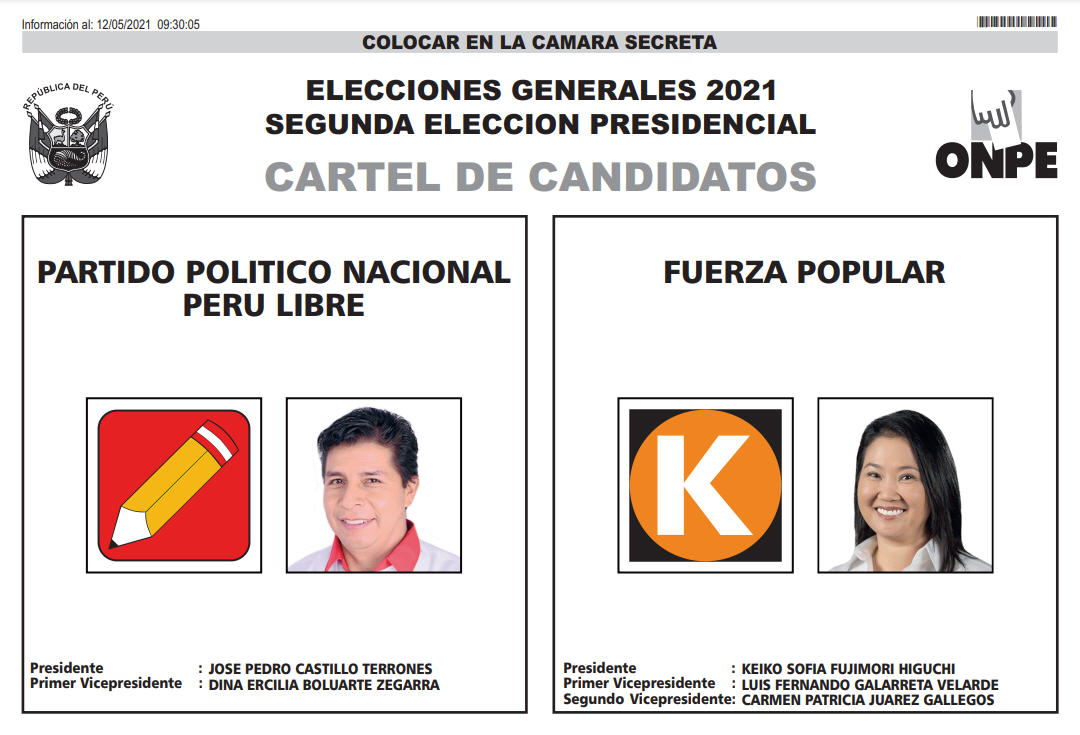 Información al: 12/05/2021 09:30:05
COLOCAR EN LA CAMARA SECRETA
REPÚBLICA DEL PERÚ
ELECCIONES GENERALES 2021
SEGUNDA ELECCION PRESIDENCIAL
CARTEL DE CANDIDATOS
ONPE
PARTIDO POLITICO NACIONAL
PERU LIBRE
Presidente : JOSE PEDRO CASTILLO TERRONES
Primer Vicepresidente : DINA ERCILIA BOLUARTE ZEGARRA
FUERZA POPULAR
K
Presidente : KEIKO SOFIA FUJIMORI HIGUCHI
Primer Vicepresidente : LUIS FERNANDO GALARRETA VELARDE
Segundo Vicepresidente: CARMEN PATRICIA JUAREZ GALLEGOS